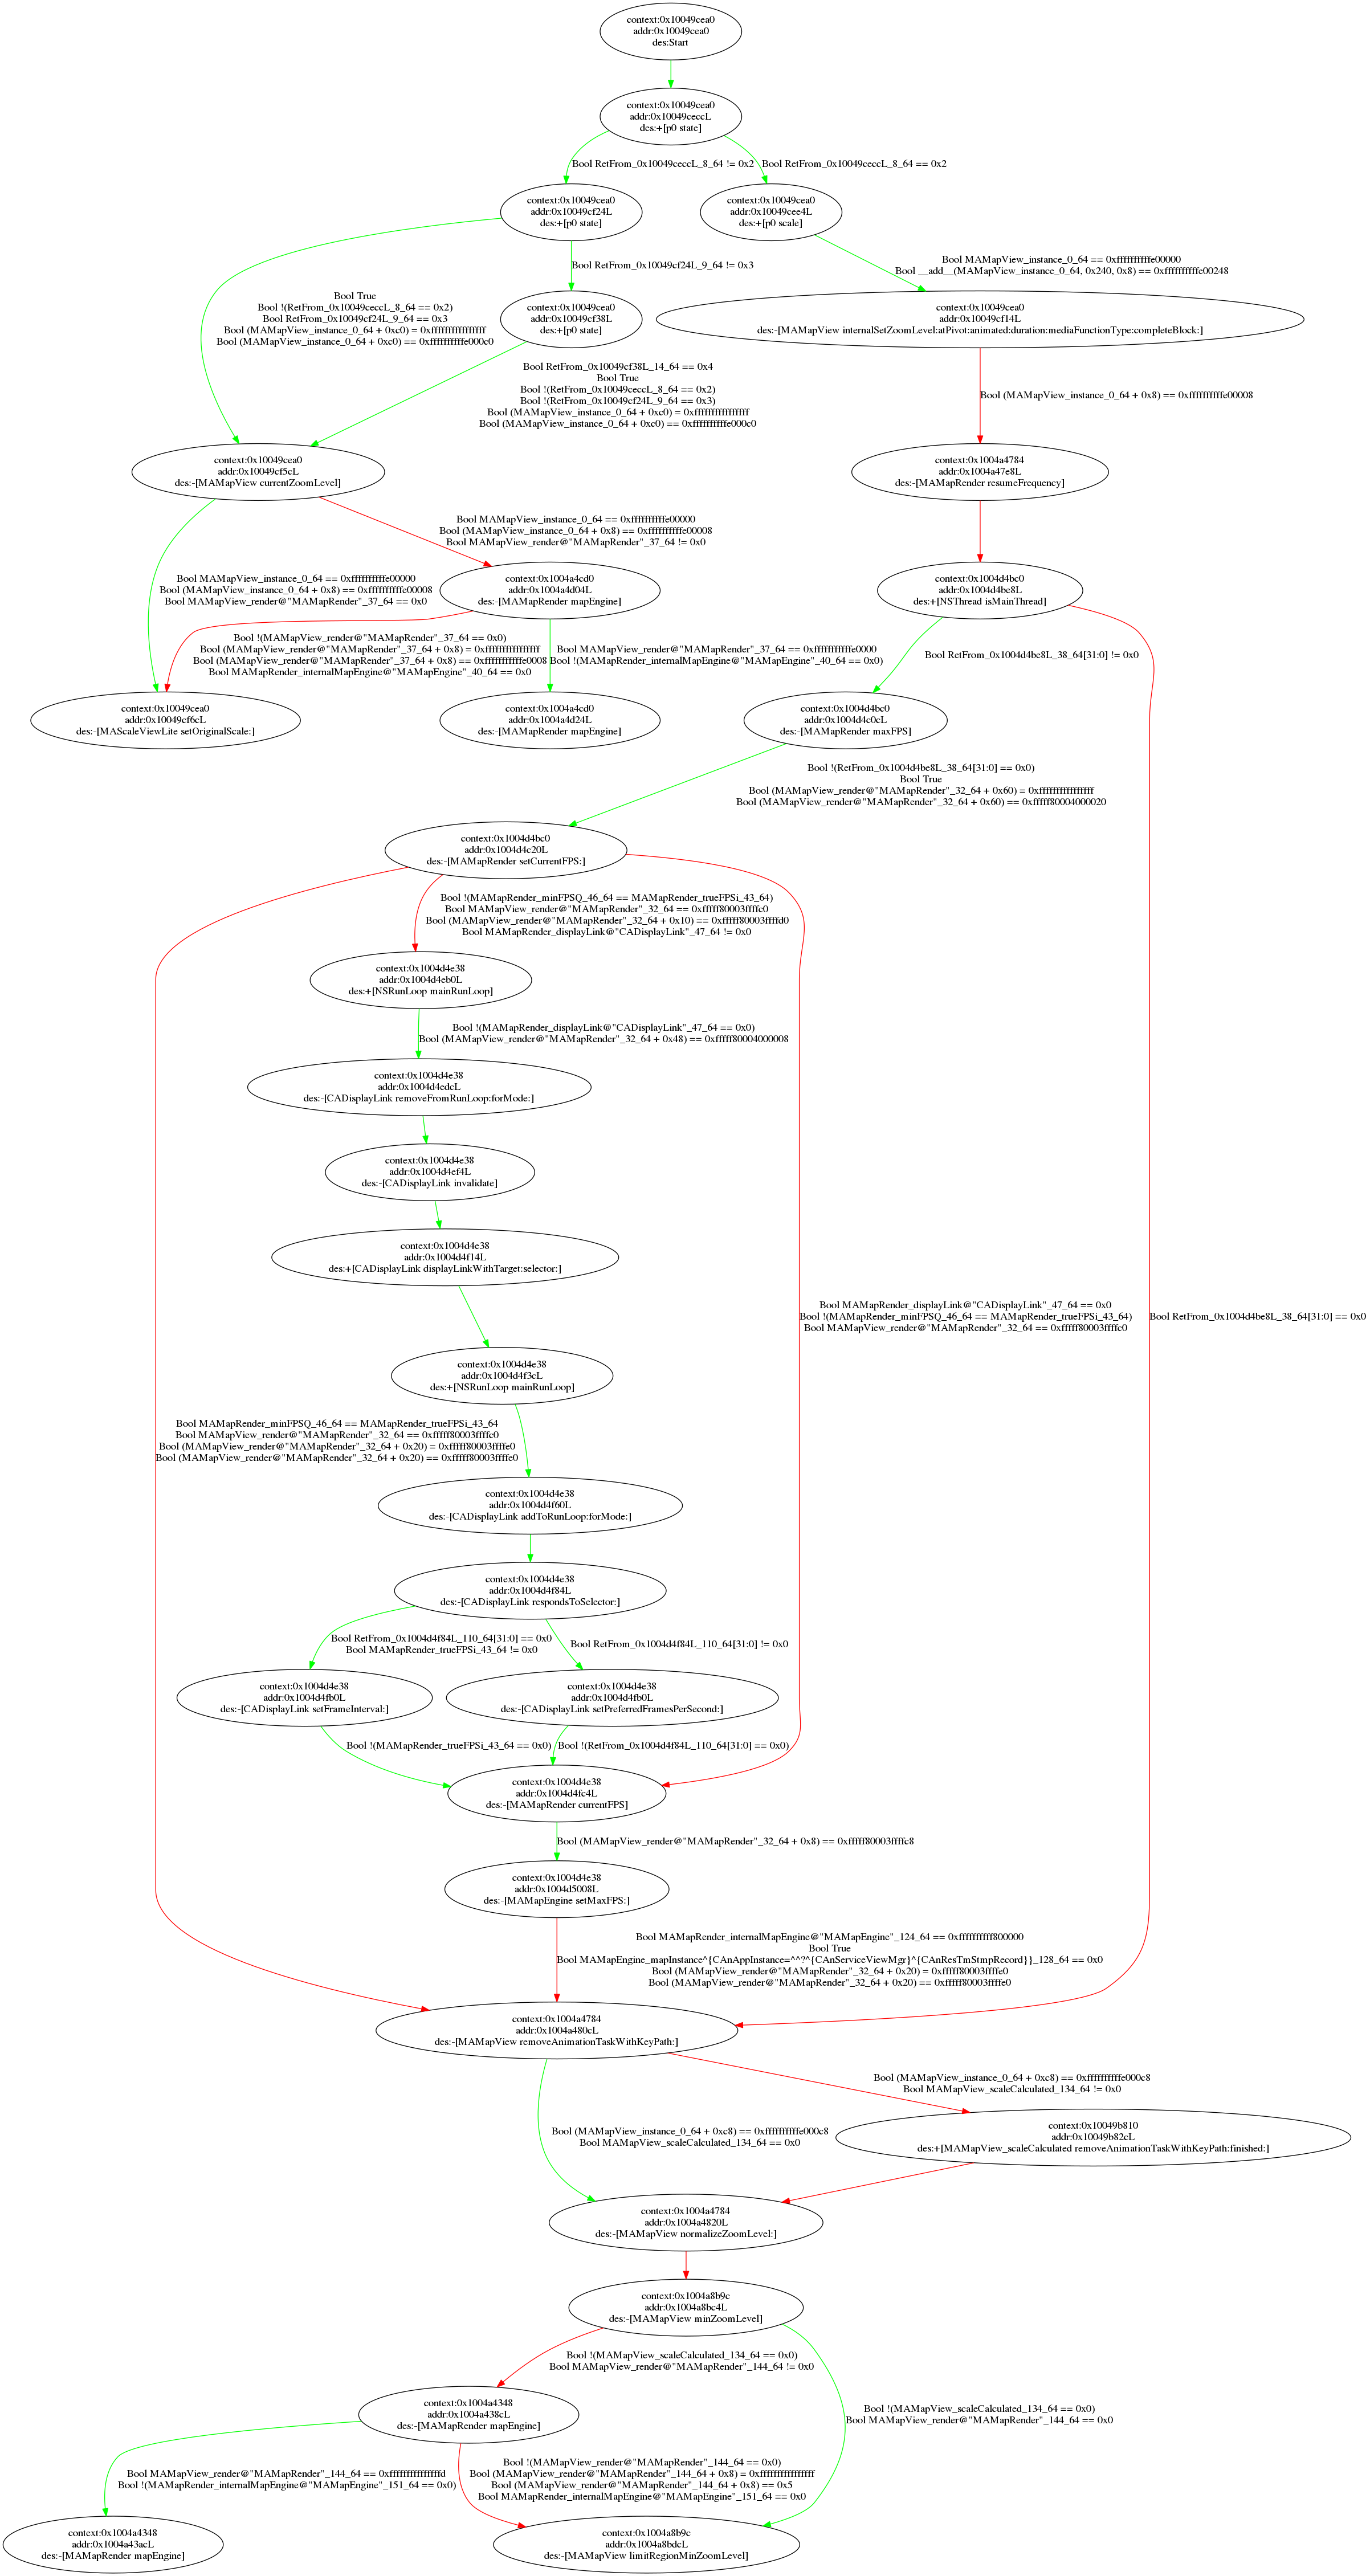 context:0x10049cea0
addr:0x10049cea0
des:Start
context:0x10049cea0
addr:0x10049ceccL
des:+[p0 state]
Bool RetFrom_0x10049ceccL_8_64 != 0x2
Bool RetFrom_0x10049ceccL_8_64 == 0x2
context:0x10049cea0
addr:0x10049cf24L
des:+[p0 state]
context:0x10049cea0
addr:0x10049cee4L
des:+[p0 scale]
Bool RetFrom_0x10049cf24L_9_64 != 0x3
Bool MAMapView_instance_0_64 == 0xffffffffffe00000
Bool __add__(MAMapView_instance_0_64, 0x240, 0x8) == 0xffffffffffe00248
Bool True
Bool !(RetFrom_0x10049ceccL_8_64 == 0x2)
Bool RetFrom_0x10049cf24L_9_64 == 0x3
Bool (MAMapView_instance_0_64 + 0xc0) = 0xffffffffffffffff
Bool (MAMapView_instance_0_64 + 0xc0) == 0xffffffffffe000c0
context:0x10049cea0
addr:0x10049cf38L
des:+[p0 state]
context:0x10049cea0
addr:0x10049cf14L
des:-[MAMapView internalSetZoomLevel:atPivot:animated:duration:mediaFunctionType:completeBlock:]
Bool RetFrom_0x10049cf38L_14_64 == 0x4
Bool True
Bool !(RetFrom_0x10049ceccL_8_64 == 0x2)
Bool !(RetFrom_0x10049cf24L_9_64 == 0x3)
Bool (MAMapView_instance_0_64 + 0xc0) = 0xffffffffffffffff
Bool (MAMapView_instance_0_64 + 0xc0) == 0xffffffffffe000c0
Bool (MAMapView_instance_0_64 + 0x8) == 0xffffffffffe00008
context:0x10049cea0
addr:0x10049cf5cL
des:-[MAMapView currentZoomLevel]
context:0x1004a4784
addr:0x1004a47e8L
des:-[MAMapRender resumeFrequency]
Bool MAMapView_instance_0_64 == 0xffffffffffe00000
Bool (MAMapView_instance_0_64 + 0x8) == 0xffffffffffe00008
Bool MAMapView_render@"MAMapRender"_37_64 != 0x0
Bool MAMapView_instance_0_64 == 0xffffffffffe00000
Bool (MAMapView_instance_0_64 + 0x8) == 0xffffffffffe00008
Bool MAMapView_render@"MAMapRender"_37_64 == 0x0
context:0x1004a4cd0
addr:0x1004a4d04L
des:-[MAMapRender mapEngine]
context:0x1004d4bc0
addr:0x1004d4be8L
des:+[NSThread isMainThread]
Bool !(MAMapView_render@"MAMapRender"_37_64 == 0x0)
Bool (MAMapView_render@"MAMapRender"_37_64 + 0x8) = 0xffffffffffffffff
Bool (MAMapView_render@"MAMapRender"_37_64 + 0x8) == 0xfffffffffffe0008
Bool MAMapRender_internalMapEngine@"MAMapEngine"_40_64 == 0x0
Bool MAMapView_render@"MAMapRender"_37_64 == 0xfffffffffffe0000
Bool !(MAMapRender_internalMapEngine@"MAMapEngine"_40_64 == 0x0)
Bool RetFrom_0x1004d4be8L_38_64[31:0] != 0x0
context:0x10049cea0
addr:0x10049cf6cL
des:-[MAScaleViewLite setOriginalScale:]
context:0x1004a4cd0
addr:0x1004a4d24L
des:-[MAMapRender mapEngine]
context:0x1004d4bc0
addr:0x1004d4c0cL
des:-[MAMapRender maxFPS]
Bool !(RetFrom_0x1004d4be8L_38_64[31:0] == 0x0)
Bool True
Bool (MAMapView_render@"MAMapRender"_32_64 + 0x60) = 0xffffffffffffffff
Bool (MAMapView_render@"MAMapRender"_32_64 + 0x60) == 0xfffff80004000020
context:0x1004d4bc0
addr:0x1004d4c20L
des:-[MAMapRender setCurrentFPS:]
Bool !(MAMapRender_minFPSQ_46_64 == MAMapRender_trueFPSi_43_64)
Bool MAMapView_render@"MAMapRender"_32_64 == 0xfffff80003ffffc0
Bool (MAMapView_render@"MAMapRender"_32_64 + 0x10) == 0xfffff80003ffffd0
Bool MAMapRender_displayLink@"CADisplayLink"_47_64 != 0x0
context:0x1004d4e38
addr:0x1004d4eb0L
des:+[NSRunLoop mainRunLoop]
Bool !(MAMapRender_displayLink@"CADisplayLink"_47_64 == 0x0)
Bool (MAMapView_render@"MAMapRender"_32_64 + 0x48) == 0xfffff80004000008
context:0x1004d4e38
addr:0x1004d4edcL
des:-[CADisplayLink removeFromRunLoop:forMode:]
context:0x1004d4e38
addr:0x1004d4ef4L
des:-[CADisplayLink invalidate]
context:0x1004d4e38
addr:0x1004d4f14L
des:+[CADisplayLink displayLinkWithTarget:selector:]
Bool MAMapRender_displayLink@"CADisplayLink"_47_64 == 0x0
Bool !(MAMapRender_minFPSQ_46_64 == MAMapRender_trueFPSi_43_64)
Bool MAMapView_render@"MAMapRender"_32_64 == 0xfffff80003ffffc0
Bool RetFrom_0x1004d4be8L_38_64[31:0] == 0x0
context:0x1004d4e38
addr:0x1004d4f3cL
des:+[NSRunLoop mainRunLoop]
Bool MAMapRender_minFPSQ_46_64 == MAMapRender_trueFPSi_43_64
Bool MAMapView_render@"MAMapRender"_32_64 == 0xfffff80003ffffc0
Bool (MAMapView_render@"MAMapRender"_32_64 + 0x20) = 0xfffff80003ffffe0
Bool (MAMapView_render@"MAMapRender"_32_64 + 0x20) == 0xfffff80003ffffe0
context:0x1004d4e38
addr:0x1004d4f60L
des:-[CADisplayLink addToRunLoop:forMode:]
context:0x1004d4e38
addr:0x1004d4f84L
des:-[CADisplayLink respondsToSelector:]
Bool RetFrom_0x1004d4f84L_110_64[31:0] == 0x0
Bool MAMapRender_trueFPSi_43_64 != 0x0
Bool RetFrom_0x1004d4f84L_110_64[31:0] != 0x0
context:0x1004d4e38
addr:0x1004d4fb0L
des:-[CADisplayLink setFrameInterval:]
context:0x1004d4e38
addr:0x1004d4fb0L
des:-[CADisplayLink setPreferredFramesPerSecond:]
Bool !(MAMapRender_trueFPSi_43_64 == 0x0)
Bool !(RetFrom_0x1004d4f84L_110_64[31:0] == 0x0)
context:0x1004d4e38
addr:0x1004d4fc4L
des:-[MAMapRender currentFPS]
Bool (MAMapView_render@"MAMapRender"_32_64 + 0x8) == 0xfffff80003ffffc8
context:0x1004d4e38
addr:0x1004d5008L
des:-[MAMapEngine setMaxFPS:]
Bool MAMapRender_internalMapEngine@"MAMapEngine"_124_64 == 0xffffffffff800000
Bool True
Bool MAMapEngine_mapInstance^{CAnAppInstance=^^?^{CAnServiceViewMgr}^{CAnResTmStmpRecord}}_128_64 == 0x0
Bool (MAMapView_render@"MAMapRender"_32_64 + 0x20) = 0xfffff80003ffffe0
Bool (MAMapView_render@"MAMapRender"_32_64 + 0x20) == 0xfffff80003ffffe0
context:0x1004a4784
addr:0x1004a480cL
des:-[MAMapView removeAnimationTaskWithKeyPath:]
Bool (MAMapView_instance_0_64 + 0xc8) == 0xffffffffffe000c8
Bool MAMapView_scaleCalculated_134_64 != 0x0
Bool (MAMapView_instance_0_64 + 0xc8) == 0xffffffffffe000c8
Bool MAMapView_scaleCalculated_134_64 == 0x0
context:0x10049b810
addr:0x10049b82cL
des:+[MAMapView_scaleCalculated removeAnimationTaskWithKeyPath:finished:]
context:0x1004a4784
addr:0x1004a4820L
des:-[MAMapView normalizeZoomLevel:]
context:0x1004a8b9c
addr:0x1004a8bc4L
des:-[MAMapView minZoomLevel]
Bool !(MAMapView_scaleCalculated_134_64 == 0x0)
Bool MAMapView_render@"MAMapRender"_144_64 != 0x0
context:0x1004a4348
addr:0x1004a438cL
des:-[MAMapRender mapEngine]
Bool !(MAMapView_scaleCalculated_134_64 == 0x0)
Bool MAMapView_render@"MAMapRender"_144_64 == 0x0
Bool MAMapView_render@"MAMapRender"_144_64 == 0xfffffffffffffffd
Bool !(MAMapRender_internalMapEngine@"MAMapEngine"_151_64 == 0x0)
Bool !(MAMapView_render@"MAMapRender"_144_64 == 0x0)
Bool (MAMapView_render@"MAMapRender"_144_64 + 0x8) = 0xffffffffffffffff
Bool (MAMapView_render@"MAMapRender"_144_64 + 0x8) == 0x5
Bool MAMapRender_internalMapEngine@"MAMapEngine"_151_64 == 0x0
context:0x1004a4348
addr:0x1004a43acL
des:-[MAMapRender mapEngine]
context:0x1004a8b9c
addr:0x1004a8bdcL
des:-[MAMapView limitRegionMinZoomLevel]